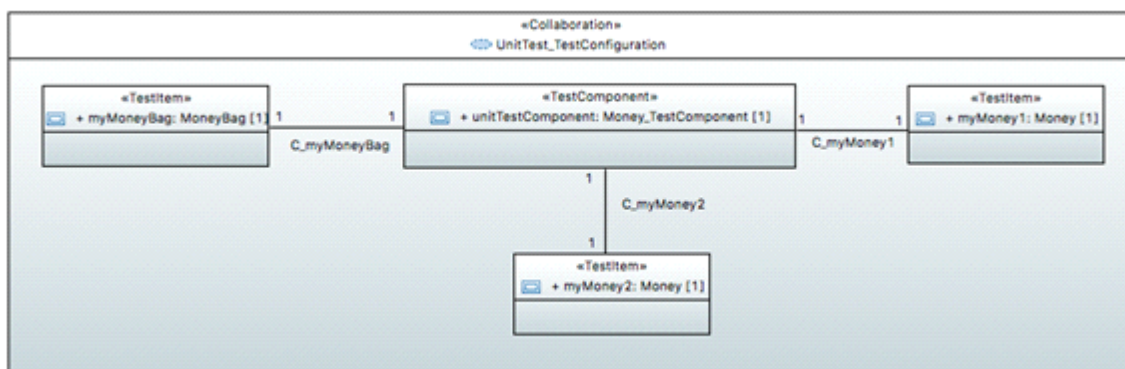 «Collaboration»
UnitTest_TestConfiguration
«TestItem»
+ myMoneyBag: MoneyBag [1]
1
1
C_myMoneyBag
«TestComponent»
+ unitTestComponent: Money_TestComponent [1]
1
1
C_myMoney1
«TestItem»
+ myMoney1: Money [1]
1
C_myMoney2
1
«TestItem»
+ myMoney2: Money [1]